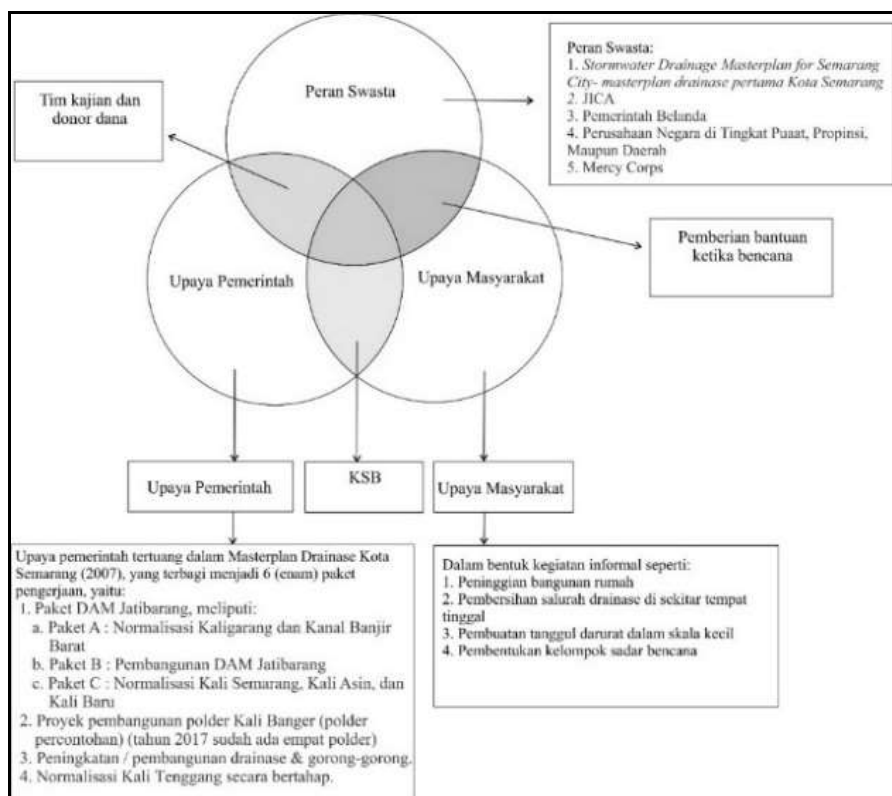 Peran Swasta
Tim kajian dan
donor dana
Peran Swasta:
1. Stormwater Drainage Masterplan for Semarang
City- masterplan drainase pertama Kota Semarang
2. JICA
3. Pemerintah Belanda
4. Perusahaan Negara di Tingkat Puaat, Propinsi,
Maupun Daerah
5. Mercy Corps
Pemberian bantuan
ketika bencana
Upaya Pemerintah
Upaya Masyarakat
Upaya Pemerintah
KSB
Upaya Masyarakat
Upaya pemerintah tertuang dalam Masterplan Drainase Kota
Semarang (2007), yang terbagi menjadi 6 (enam) paket
pengerjaan, yaitu:
1. Paket DAM Jatibarang, meliputi:
a. Paket A : Normalisasi Kaligarang dan Kanal Banjir
Barat
b. Paket B : Pembangunan DAM Jatibarang
c. Paket C : Normalisasi Kali Semarang, Kali Asin, dan
Kali Baru
2. Proyek pembangunan polder Kali Banger (polder
percontohan) (tahun 2017 sudah ada empat polder)
3. Peningkatan / pembangunan drainase & gorong-gorong.
4. Normalisasi Kali Tenggang secara bertahap.
Dalam bentuk kegiatan informal seperti:
1. Peninggian bangunan rumah
2. Pembersihan salurah drainase di sekitar tempat
tinggal
3. Pembuatan tanggul darurat dalam skala kecil
4. Pembentukan kelompok sadar bencana